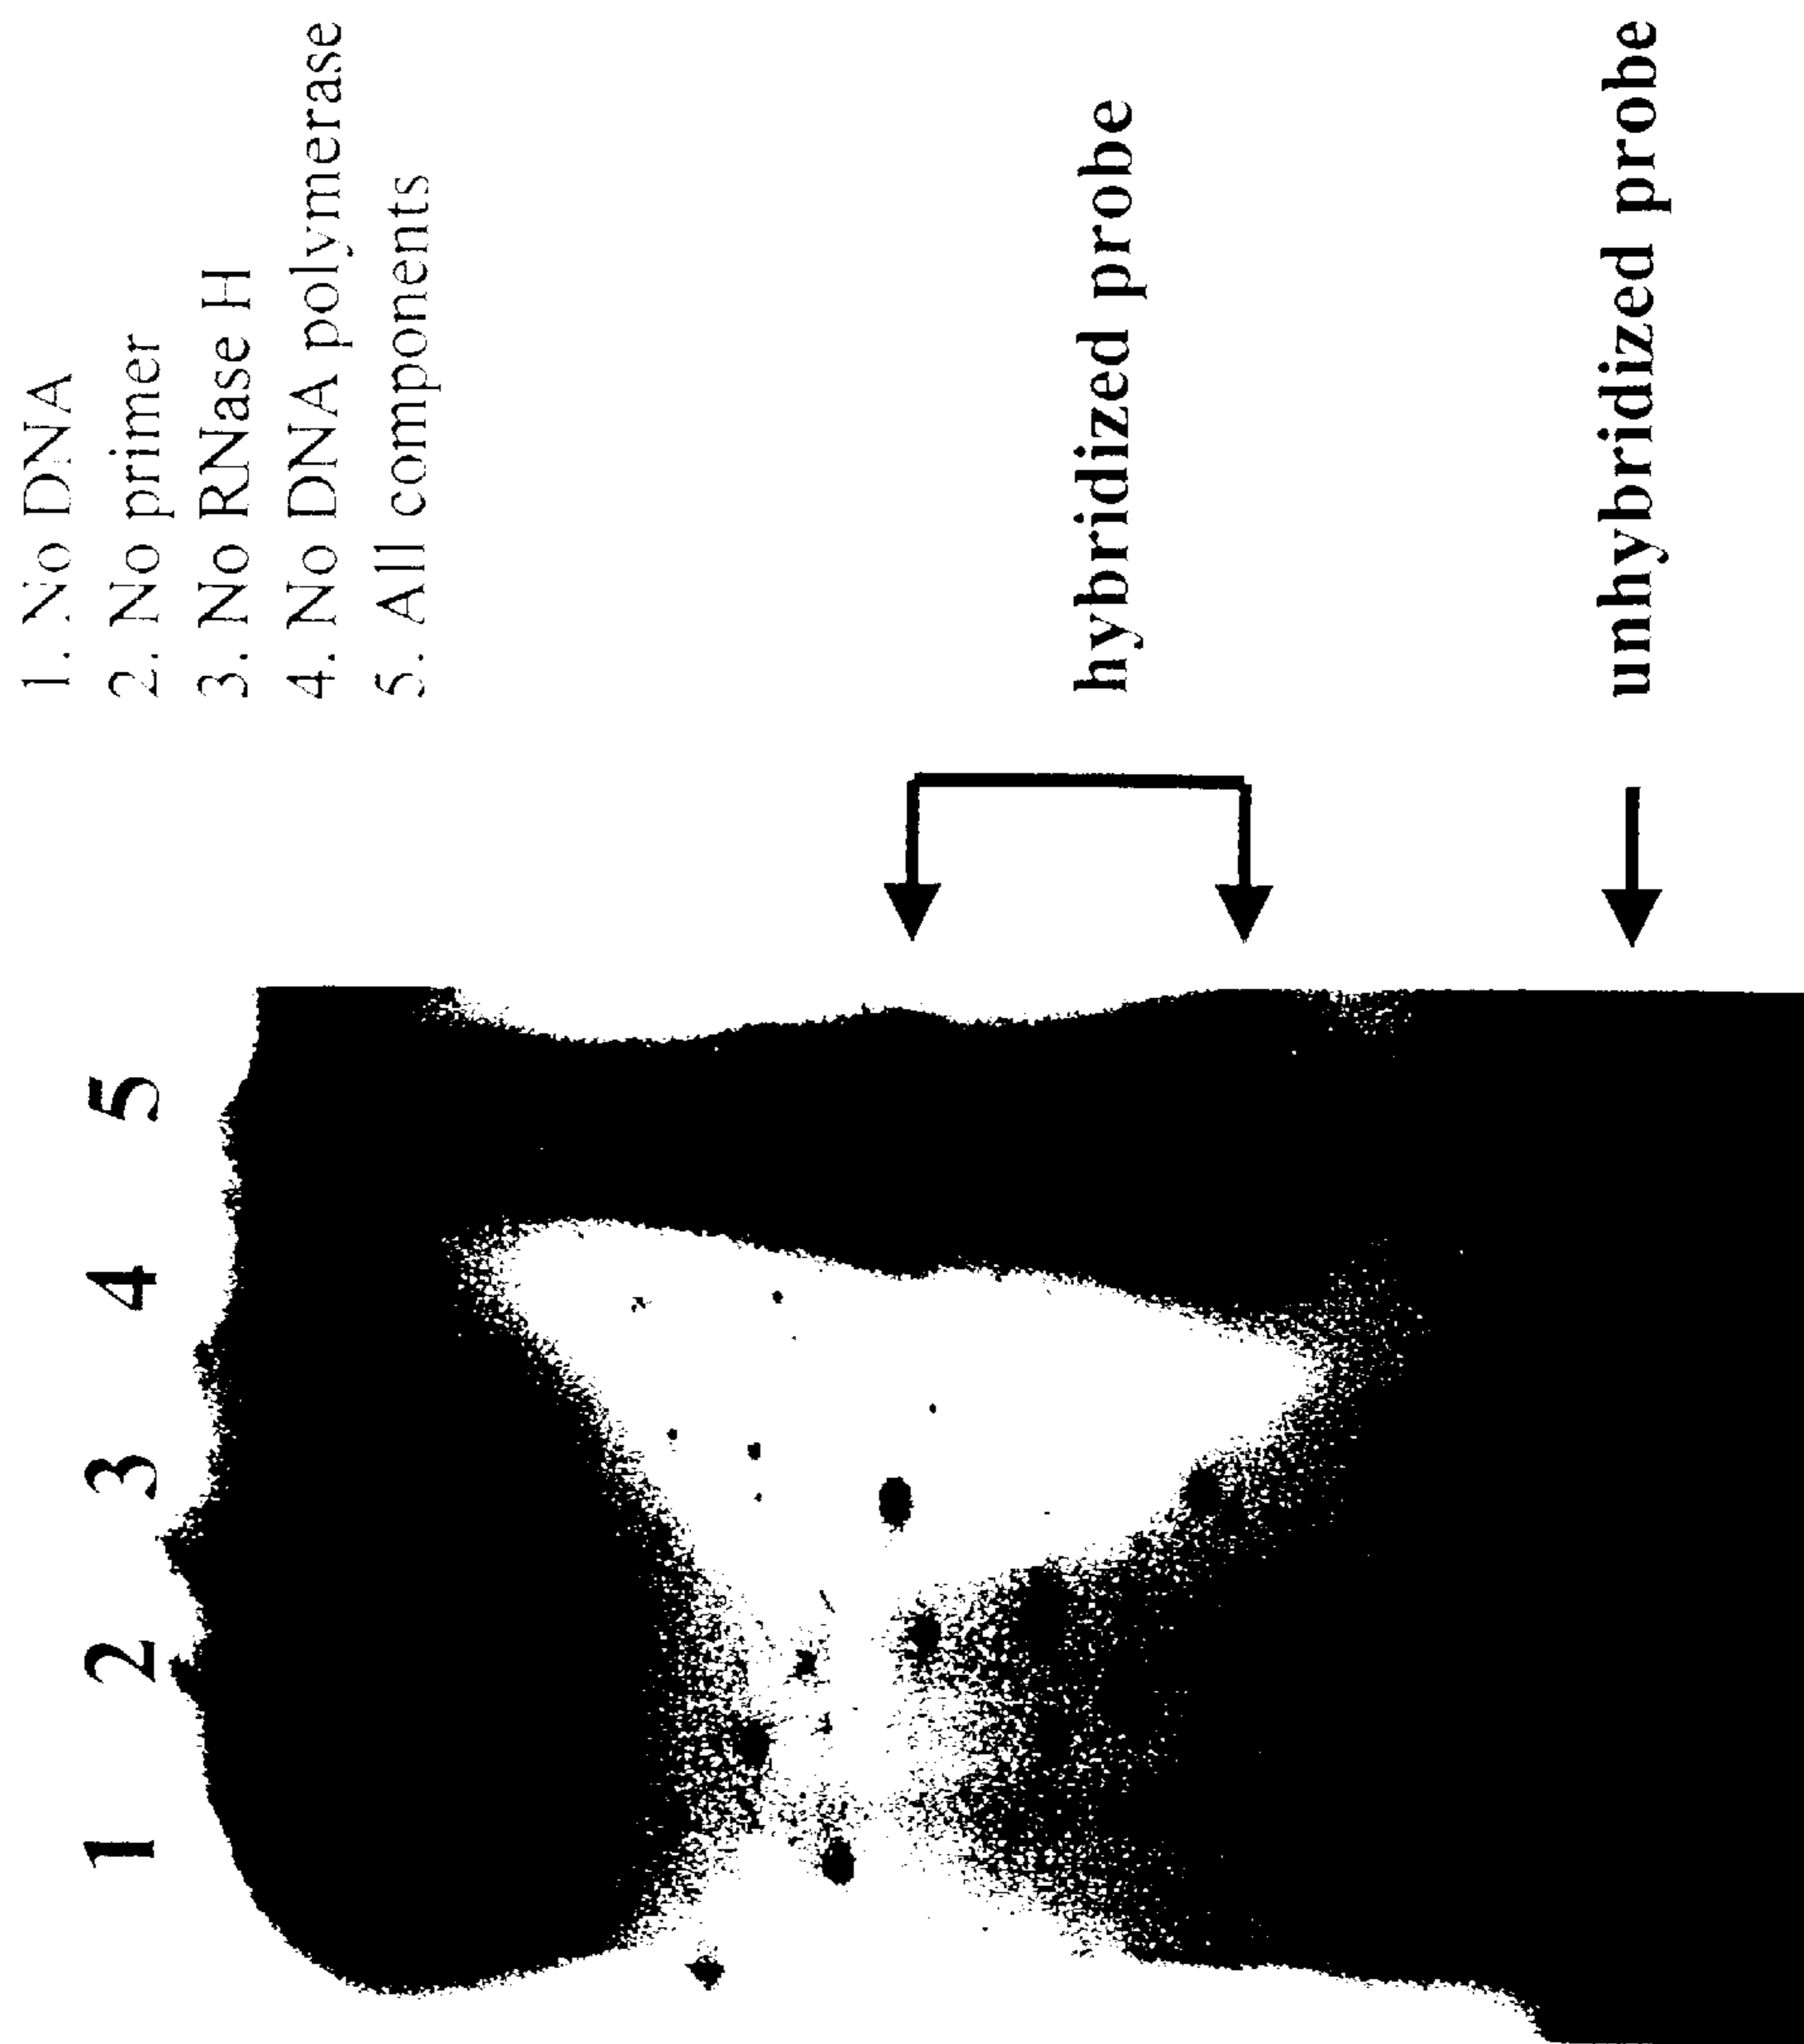 1. No DNA
2. No primer
3. No RNase H
4. No DNA polymerase
5. All components
1 2 3 4 5
hybridized probe
unhybridized probe